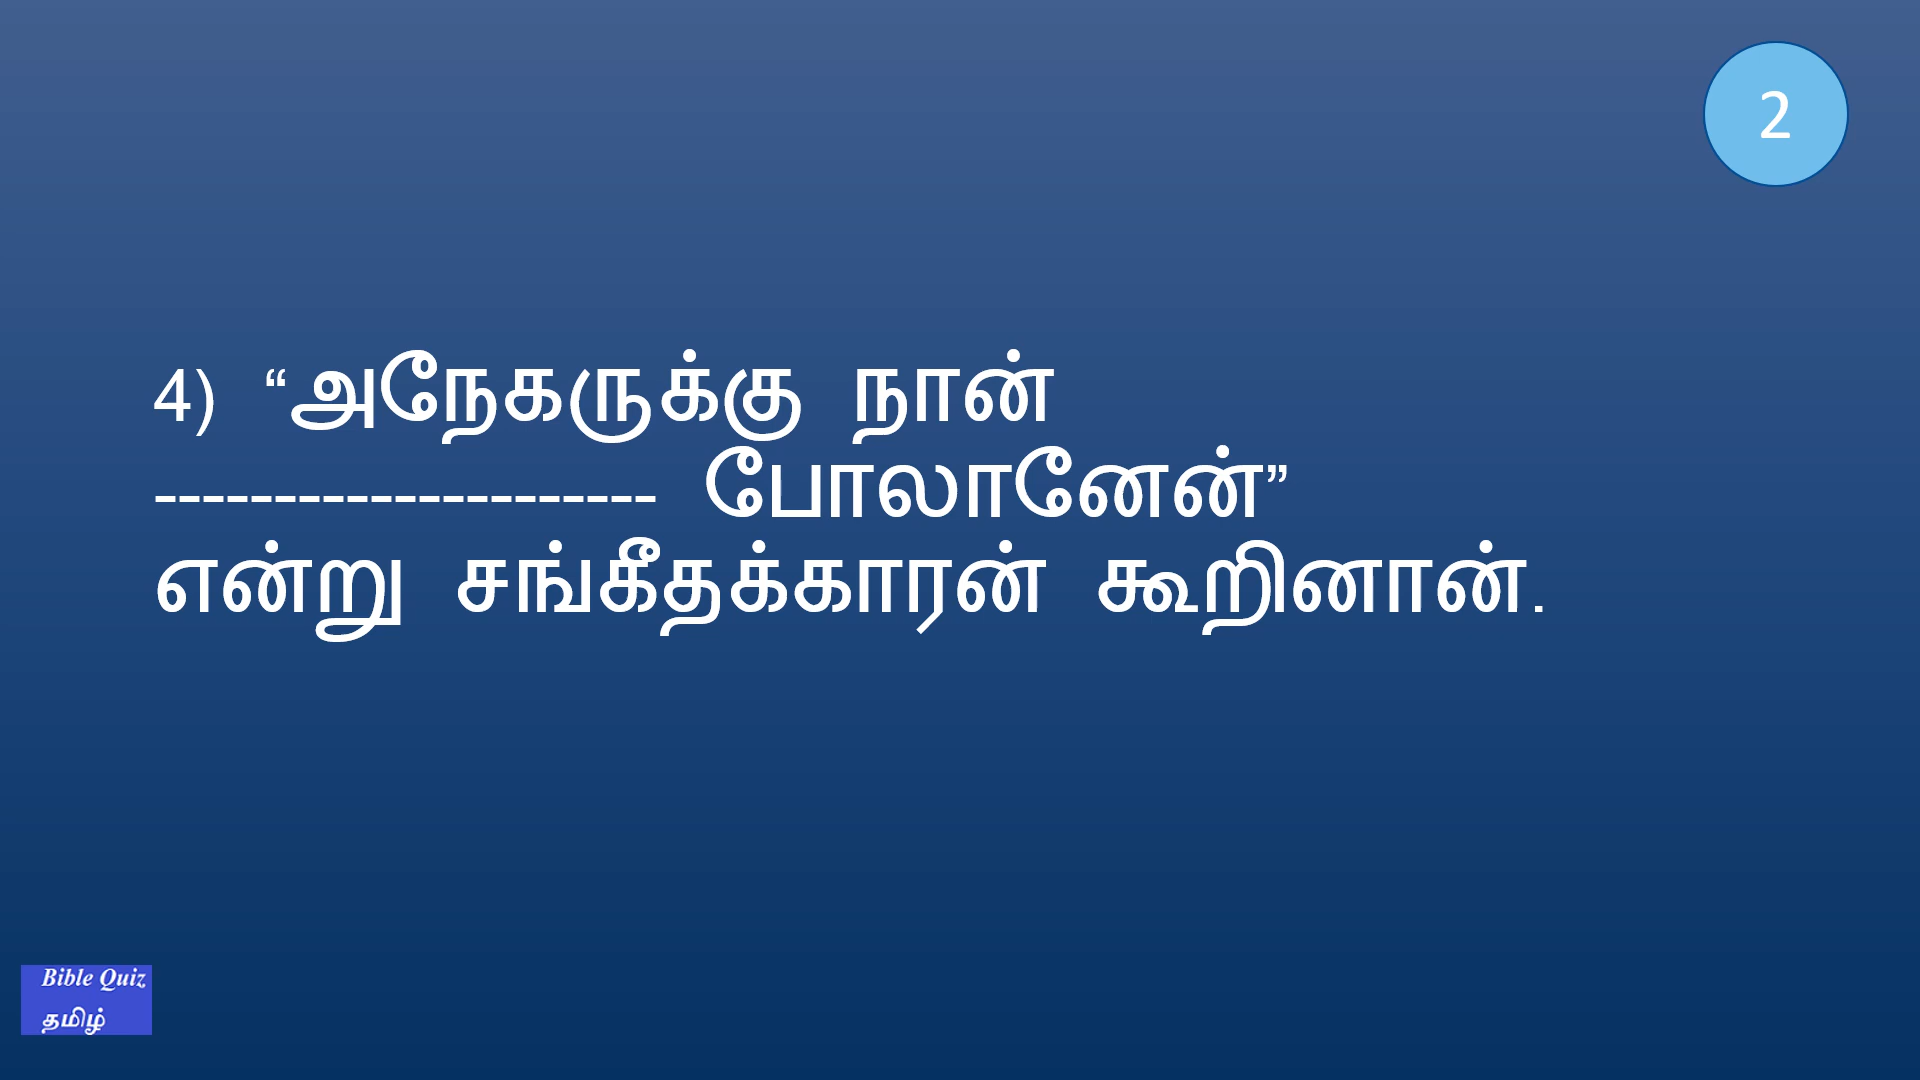 2
4) “அநேகருக்கு நான்
--------------------- போலானேன்”
என்று சங்கீதக்காரன் கூறினான்.
Bible Quiz
தமிழ்